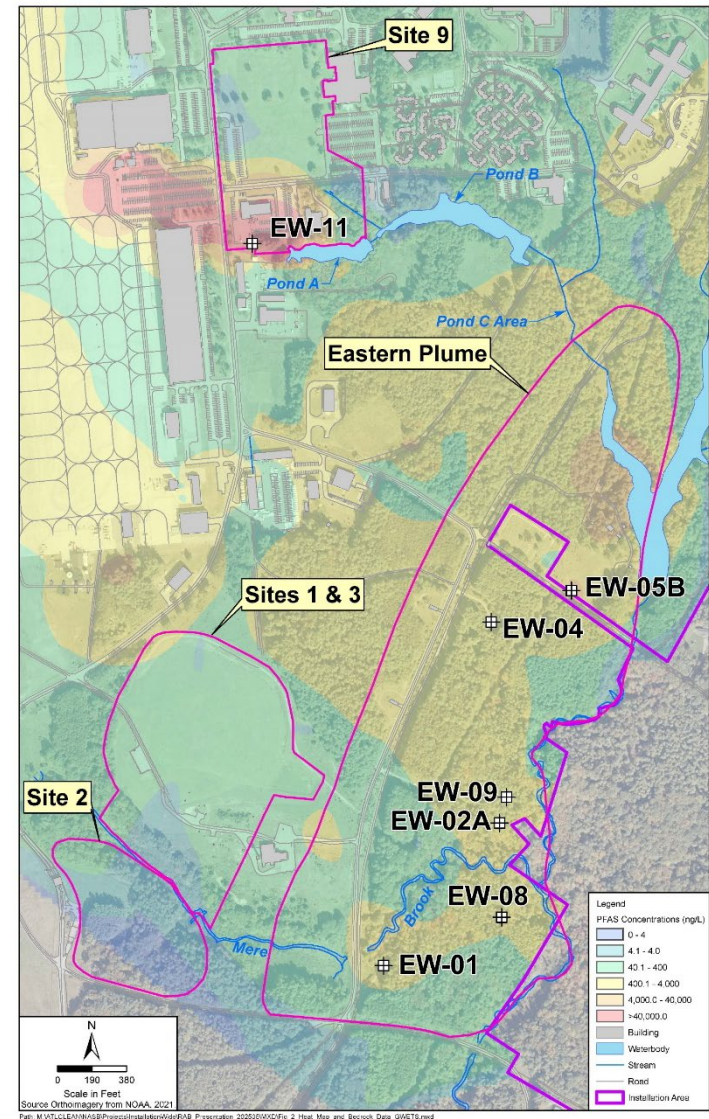 Site 9
Pond B
EW-11
Pond A
Pond C Area
Eastern Plume
EW-05B
Sites 1 & 3
EW-04
Site 2
EW-09
EW-02A
EW-08
Brook
Mere
EW-01
Legend
PFAS Concentrations (ng/L)
0 - 4
4.1 - 4.0
40.1 - 400
400.1 - 4,000
4,000.0 - 40,000
>40,000.0
Building
Waterbody
Stream
Road
Installation Area
N
0 190 380
Scale in Feet
Source Orthoimagery from NOAA, 2021